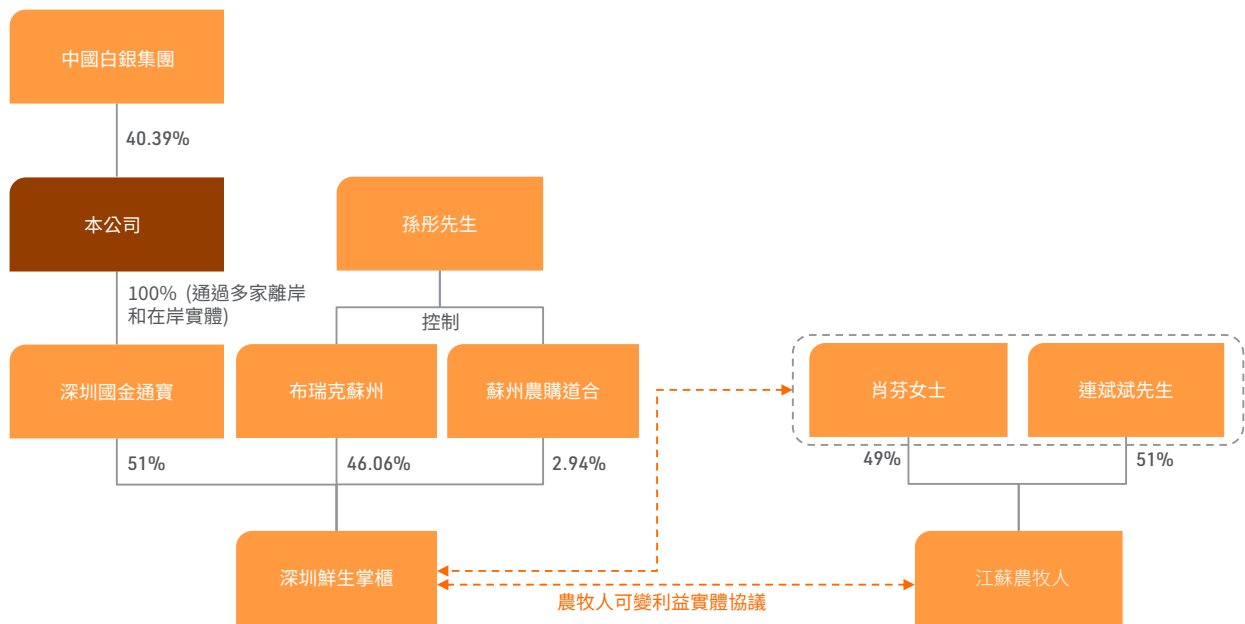 中國白銀集團
40.39%
本公司
孫彤先生
100% (通過多家離岸
和在岸實體)
控制
深圳國金通寶
布瑞克蘇州
蘇州農購道合
肖芬女士
連斌斌先生
51%
46.06%
2.94%
49%
51%
深圳鮮生掌櫃
江蘇農牧人
農牧人可變利益實體協議